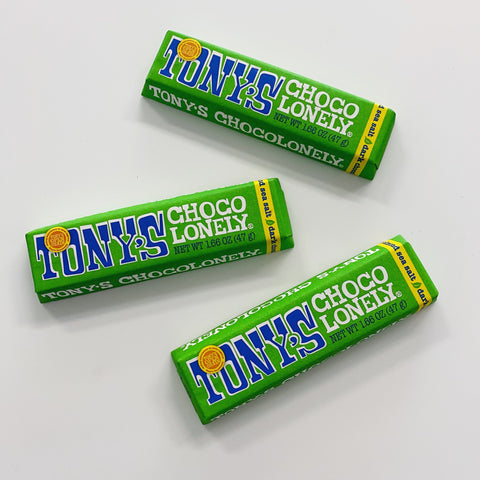 TONY'S
CHOCO
LONELY®
NET WT 1.66 OZ (47 g)
sea salt dark
TONY'S CHOCOLONELY.
TONY'S
CHOCO
LONELY®
NET WT 1.66 OZ (47 g)
sea salt dark
TONY'S CHOCOLONELY.
TONY'S CHOCOLONELY
TONY'S
CHOCO
LONELY®
NET WT 1.66 OZ (47 g)
sea salt dark